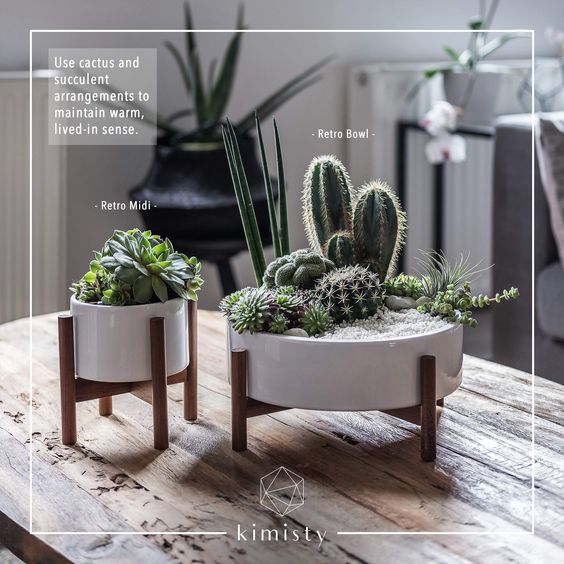 Use cactus and
succulent
arrangements to
maintain warm,
lived-in sense.
- Retro Bowl -
- Retro Midi -
kimisty